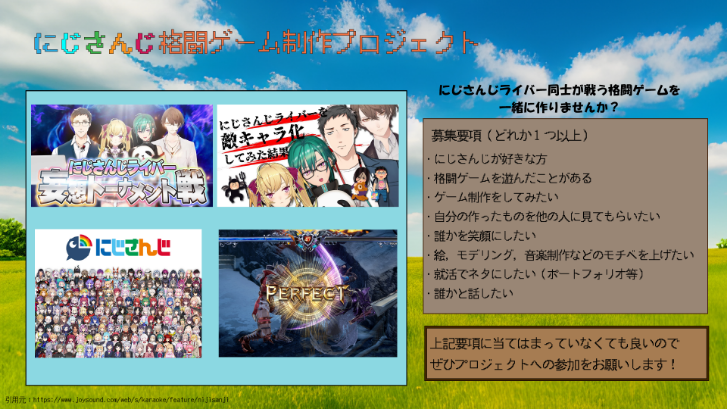 にじさんじ格闘ゲーム制作プロジェクト
にじさんじライバー同士が戦う格闘ゲームを
一緒に作りませんか？
にじさんじライバー
妄想トーナメント戦
にじさんじライバーを
敵キャラ化
してみた結果
にじさんじ
PERFECT
募集要項（どれか１つ以上）
・にじさんじが好きな方
・格闘ゲームを遊んだことがある
・ゲーム制作をしてみたい
・自分の作ったものを他の人に見てもらいたい
・誰かを笑顔にしたい
・絵，モデリング，音楽制作などのモチベを上げたい
・就活でネタにしたい（ポートフォリオ等）
・誰かと話したい
上記要項に当てはまっていなくても良いので
ぜひプロジェクトへの参加をお願いします！
引用元：https://www.joysound.com/web/s/karaoke/feature/nijisanji